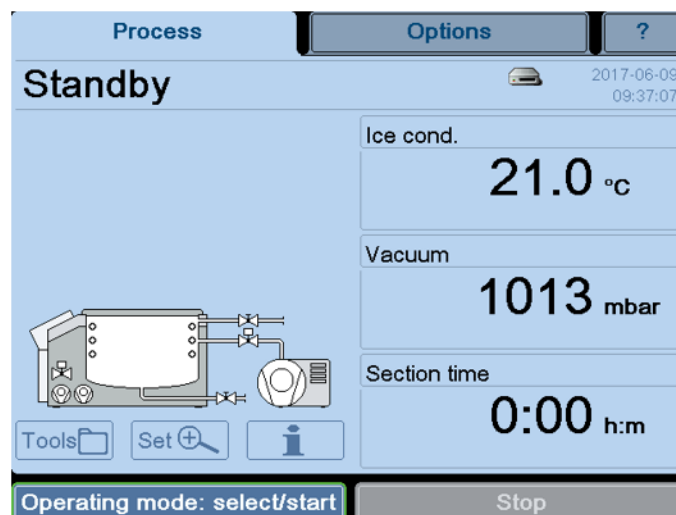 Process
Options
?
Standby
2017-06-09
09:37:07
Ice cond.
21.0 °C
Vacuum
1013 mbar
Section time
0:00 h:m
Tools
Set
i
Operating mode: select/start
Stop